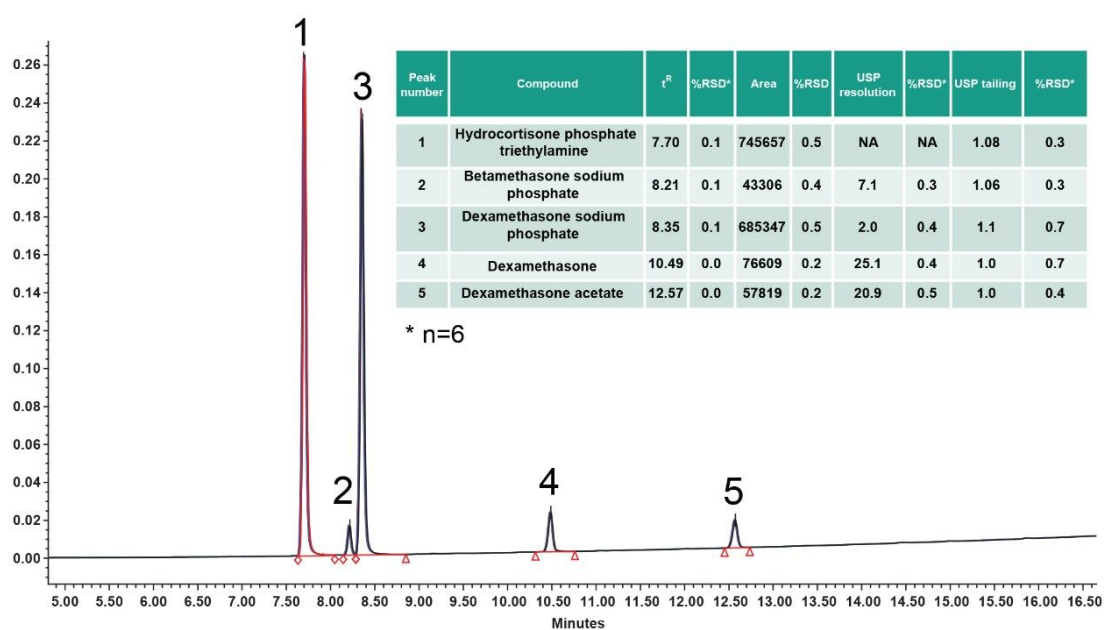 1
3
2
4
5
0.26
0.24
0.22
0.20
0.18
0.16
0.14
0.12
0.10
0.08
0.06
0.04
0.02
0.00
Peak number Compound tR %RSD* Area %RSD USP resolution %RSD* USP tailing %RSD*
1 Hydrocortisone phosphate triethylamine 7.70 0.1 745657 0.5 NA NA 1.08 0.3
2 Betamethasone sodium phosphate 8.21 0.1 43306 0.4 7.1 0.3 1.06 0.3
3 Dexamethasone sodium phosphate 8.35 0.1 685347 0.5 2.0 0.4 1.1 0.7
4 Dexamethasone 10.49 0.0 76609 0.2 25.1 0.4 1.0 0.7
5 Dexamethasone acetate 12.57 0.0 57819 0.2 20.9 0.5 1.0 0.4
* n=6
5.00 5.50 6.00 6.50 7.00 7.50 8.00 8.50 9.00 9.50 10.00 10.50 11.00 11.50 12.00 12.50 13.00 13.50 14.00 14.50 15.00 15.50 16.00 16.50
Minutes